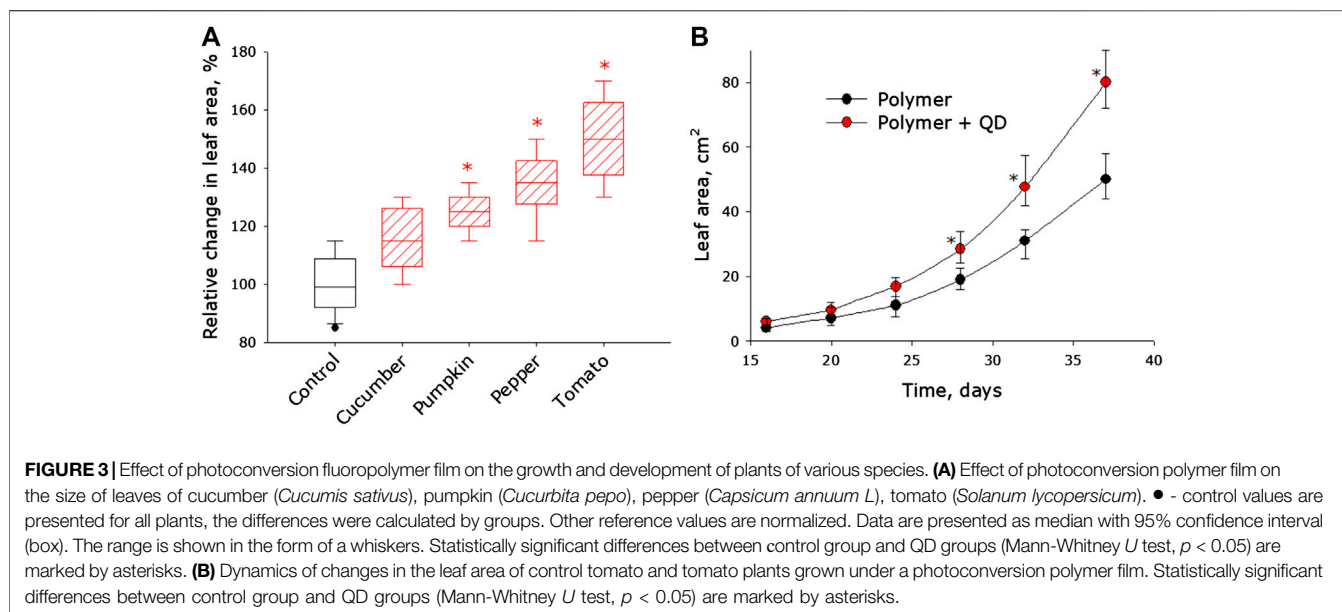 A
Relative change in leaf area, %
180
160
140
120
100
80
*
*
*
Control
Cucumber
Pumpkin
Pepper
Tomato
B
Leaf area, cm²
80
60
40
20
0
Polymer
Polymer + QD
*
*
*
15
20
25
30
35
40
Time, days
FIGURE 3 | Effect of photoconversion fluoropolymer film on the growth and development of plants of various species. (A) Effect of photoconversion polymer film on
the size of leaves of cucumber (Cucumis sativus), pumpkin (Cucurbita pepo), pepper (Capsicum annuum L), tomato (Solanum lycopersicum). ● - control values are
presented for all plants, the differences were calculated by groups. Other reference values are normalized. Data are presented as median with 95% confidence interval
(box). The range is shown in the form of a whiskers. Statistically significant differences between control group and QD groups (Mann-Whitney U test, p < 0.05) are
marked by asterisks. (B) Dynamics of changes in the leaf area of control tomato and tomato plants grown under a photoconversion polymer film. Statistically significant
differences between control group and QD groups (Mann-Whitney U test, p < 0.05) are marked by asterisks.